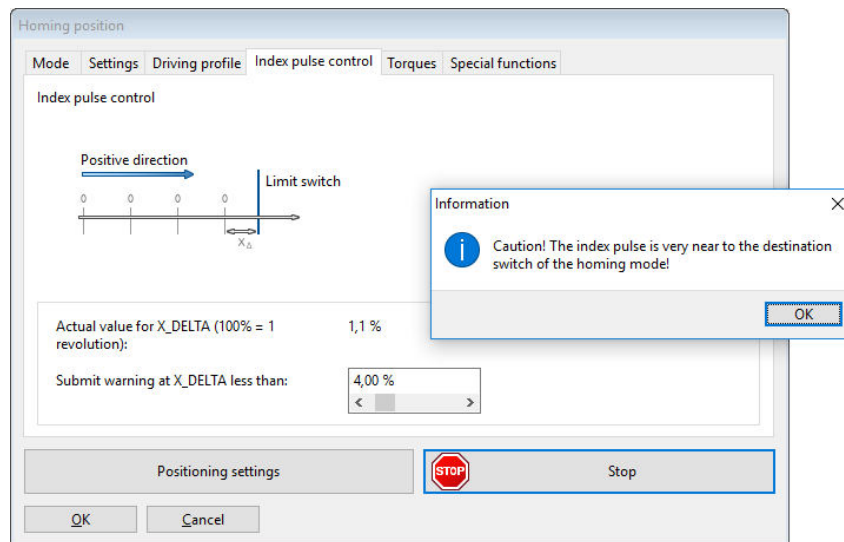 Homing position
Mode Settings Driving profile Index pulse control Torques Special functions
Index pulse control
Positive direction
Limit switch
0 0 0 0
X Δ
Information
Caution! The index pulse is very near to the destination
switch of the homing mode!
OK
Actual value for X_DELTA (100% = 1
revolution):
1,1 %
Submit warning at X_DELTA less than:
4,00 %
Positioning settings
STOP
Stop
OK
Cancel